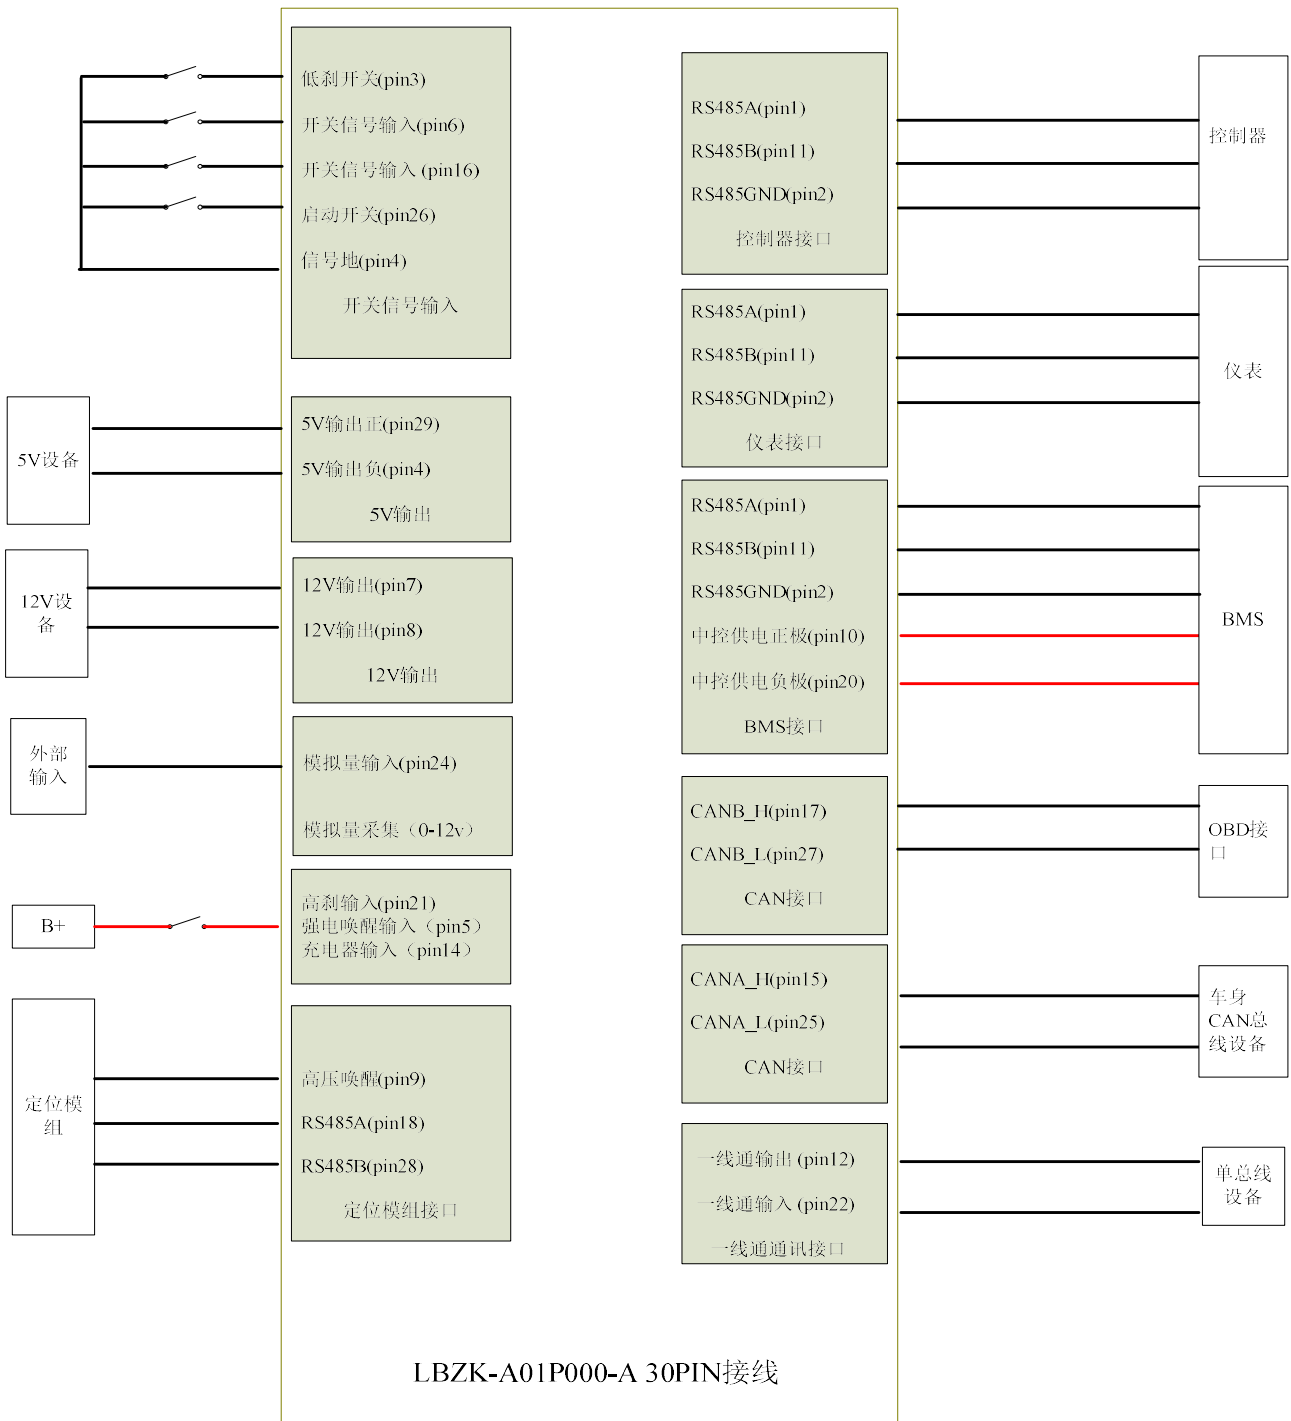 低刹开关(pin3)
开关信号输入(pin6)
开关信号输入 (pin16)
启动开关(pin26)
信号地(pin4)
开关信号输入
5V设备
5V输出正(pin29)
5V输出负(pin4)
5V输出
12V设
备
12V输出(pin7)
12V输出(pin8)
12V输出
外部
输入
模拟量输入(pin24)
模拟量采集（0-12v）
B+
高刹输入(pin21)
强电唤醒输入（pin5）
充电器输入（pin14）
定位模
组
高压唤醒(pin9)
RS485A(pin18)
RS485B(pin28)
定位模组接口
RS485A(pin1)
RS485B(pin11)
RS485GND(pin2)
控制器接口
控制器
RS485A(pin1)
RS485B(pin11)
RS485GND(pin2)
仪表接口
仪表
RS485A(pin1)
RS485B(pin11)
RS485GND(pin2)
中控供电正极(pin10)
中控供电负极(pin20)
BMS接口
BMS
CANB_H(pin17)
CANB_L(pin27)
CAN接口
OBD接
口
CANA_H(pin15)
CANA_L(pin25)
CAN接口
车身
CAN总
线设备
一线通输出 (pin12)
一线通输入 (pin22)
一线通通讯接口
单总线
设备
LBZK-A01P000-A 30PIN接线